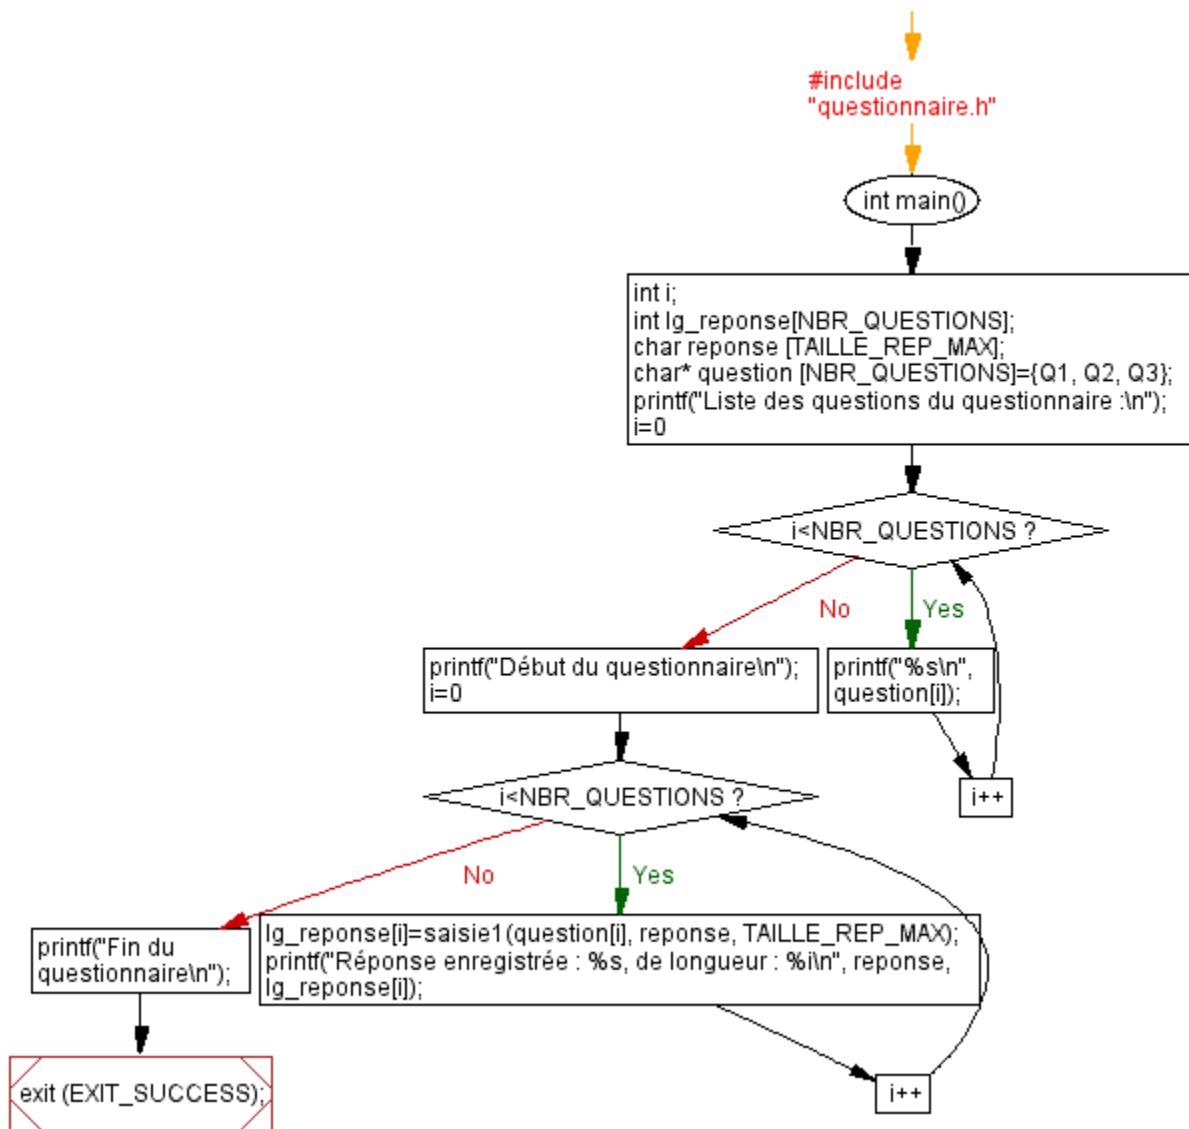 #include
"questionnaire.h"
int main()
int i;
int lg_reponse[NBR_QUESTIONS];
char reponse [TAILLE_REP_MAX];
char* question [NBR_QUESTIONS]={Q1, Q2, Q3};
printf("Liste des questions du questionnaire :\n");
i=0
i<NBR_QUESTIONS ?
No
Yes
printf("Début du questionnaire\n");
i=0
printf("%s\n",
question[i]);
i++
i<NBR_QUESTIONS ?
No
Yes
printf("Fin du
questionnaire\n");
lg_reponse[i]=saisie1(question[i], reponse, TAILLE_REP_MAX);
printf("Réponse enregistrée : %s, de longueur : %i\n", reponse,
lg_reponse[i]);
i++
exit (EXIT_SUCCESS);